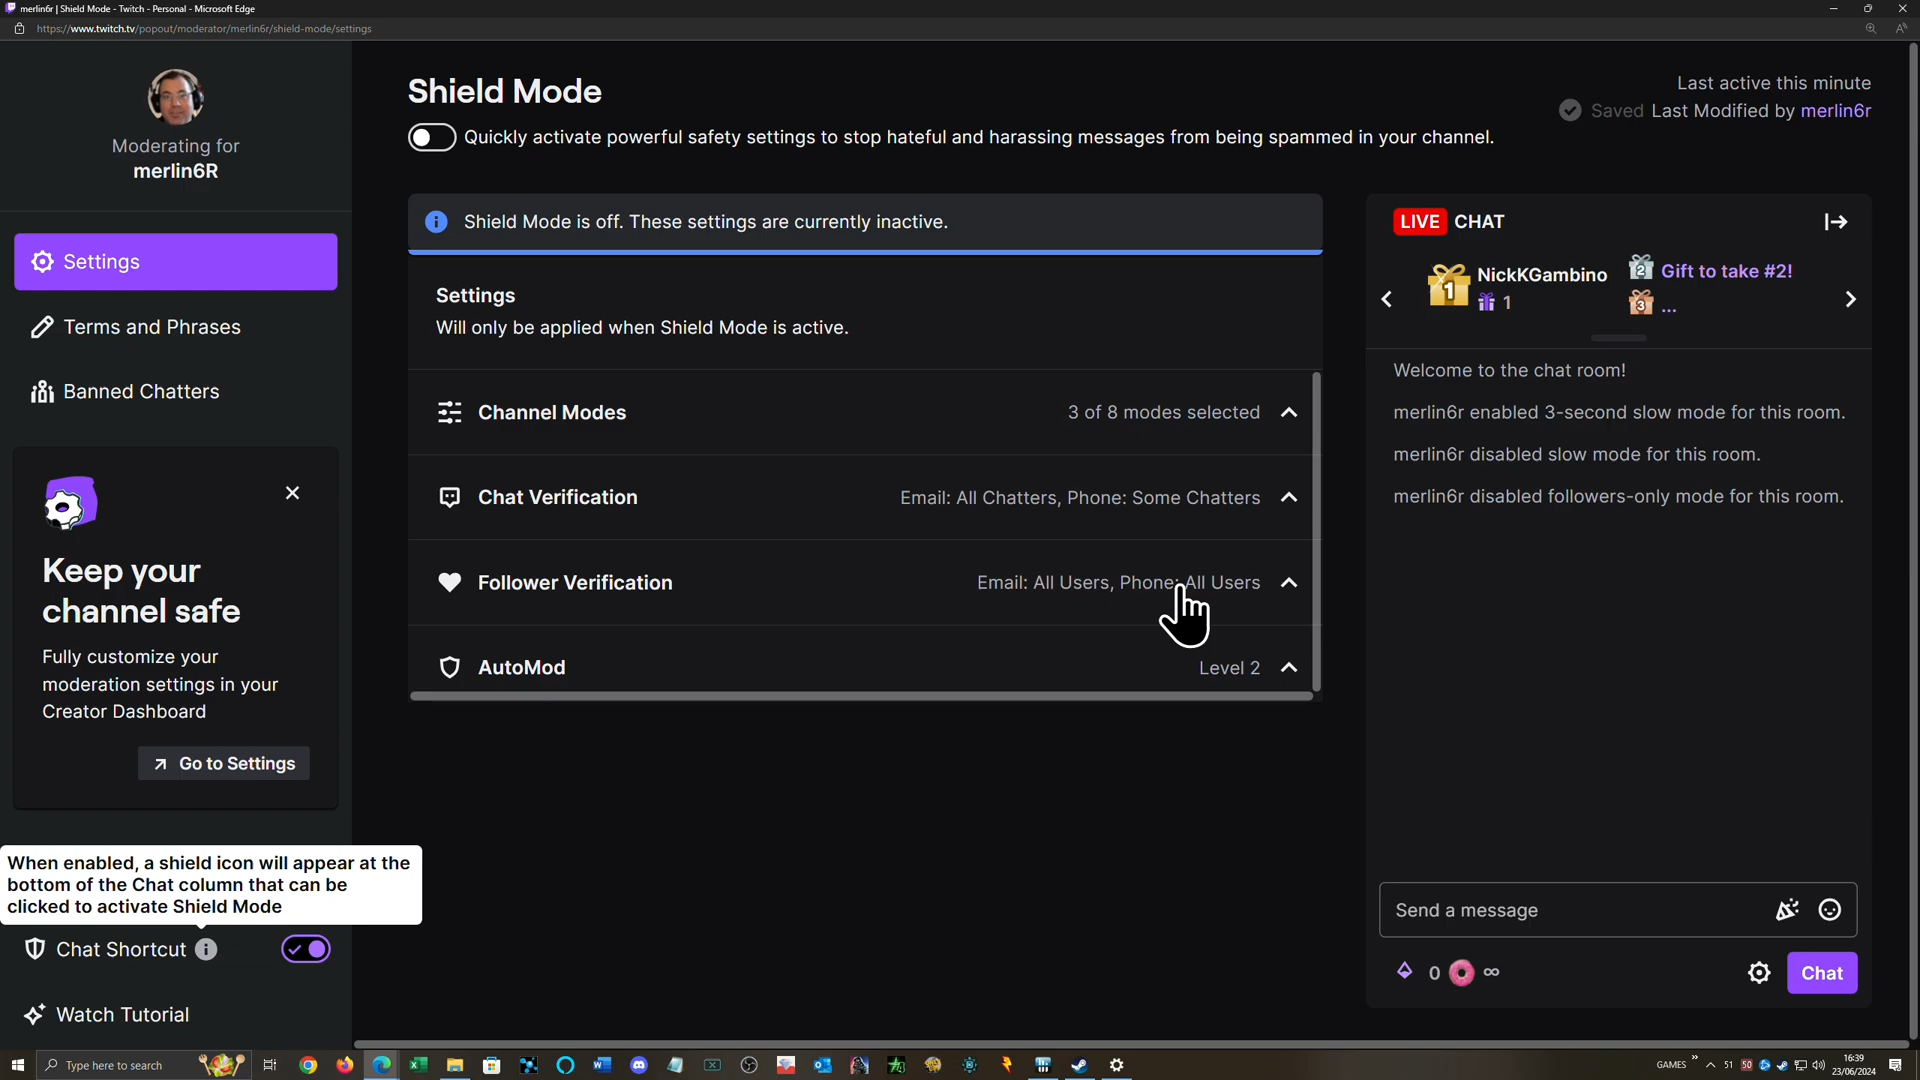 merlin6r | Shield Mode - Twitch - Personal - Microsoft Edge
https://www.twitch.tv/popout/moderator/merlin6r/shield-mode/settings
Moderating for
merlin6R
Settings
Terms and Phrases
Banned Chatters
Keep your
channel safe
Fully customize your
moderation settings in your
Creator Dashboard
Go to Settings
When enabled, a shield icon will appear at the
bottom of the Chat column that can be
clicked to activate Shield Mode
Chat Shortcut
Watch Tutorial
Shield Mode
Quickly activate powerful safety settings to stop hateful and harassing messages from being spammed in your channel.
Last active this minute
Saved Last Modified by merlin6r
Shield Mode is off. These settings are currently inactive.
Settings
Will only be applied when Shield Mode is active.
Channel Modes 3 of 8 modes selected
Chat Verification Email: All Chatters, Phone: Some Chatters
Follower Verification Email: All Users, Phone: All Users
AutoMod Level 2
LIVE CHAT
1 NickKGambino 2 Gift to take #2!
1 3 ...
Welcome to the chat room!
merlin6r enabled 3-second slow mode for this room.
merlin6r disabled slow mode for this room.
merlin6r disabled followers-only mode for this room.
Send a message
0 ∞
Chat
Type here to search
GAMES
51
50
16:39
23/06/2024